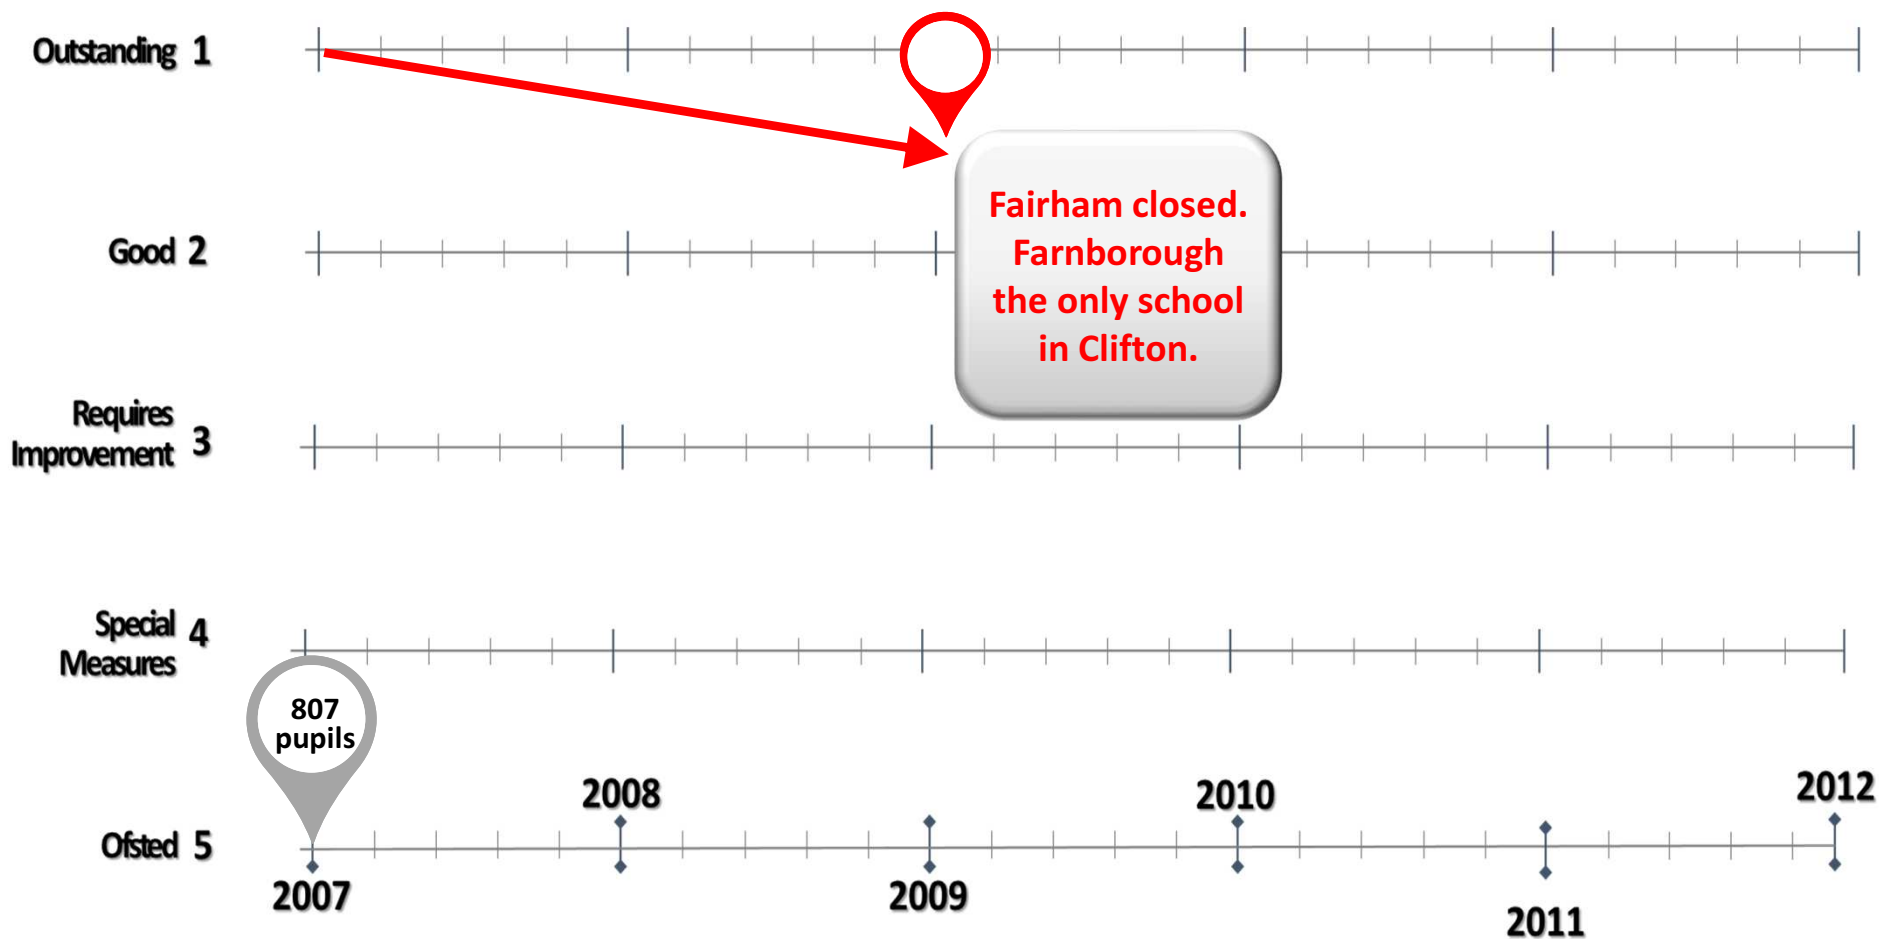 Outstanding 1
Fairham closed.
Farnborough
the only school
in Clifton.
Good 2
Requires
Improvement 3
Special
Measures 4
807
pupils
2008
2010
2012
Ofsted 5
2007
2009
2011